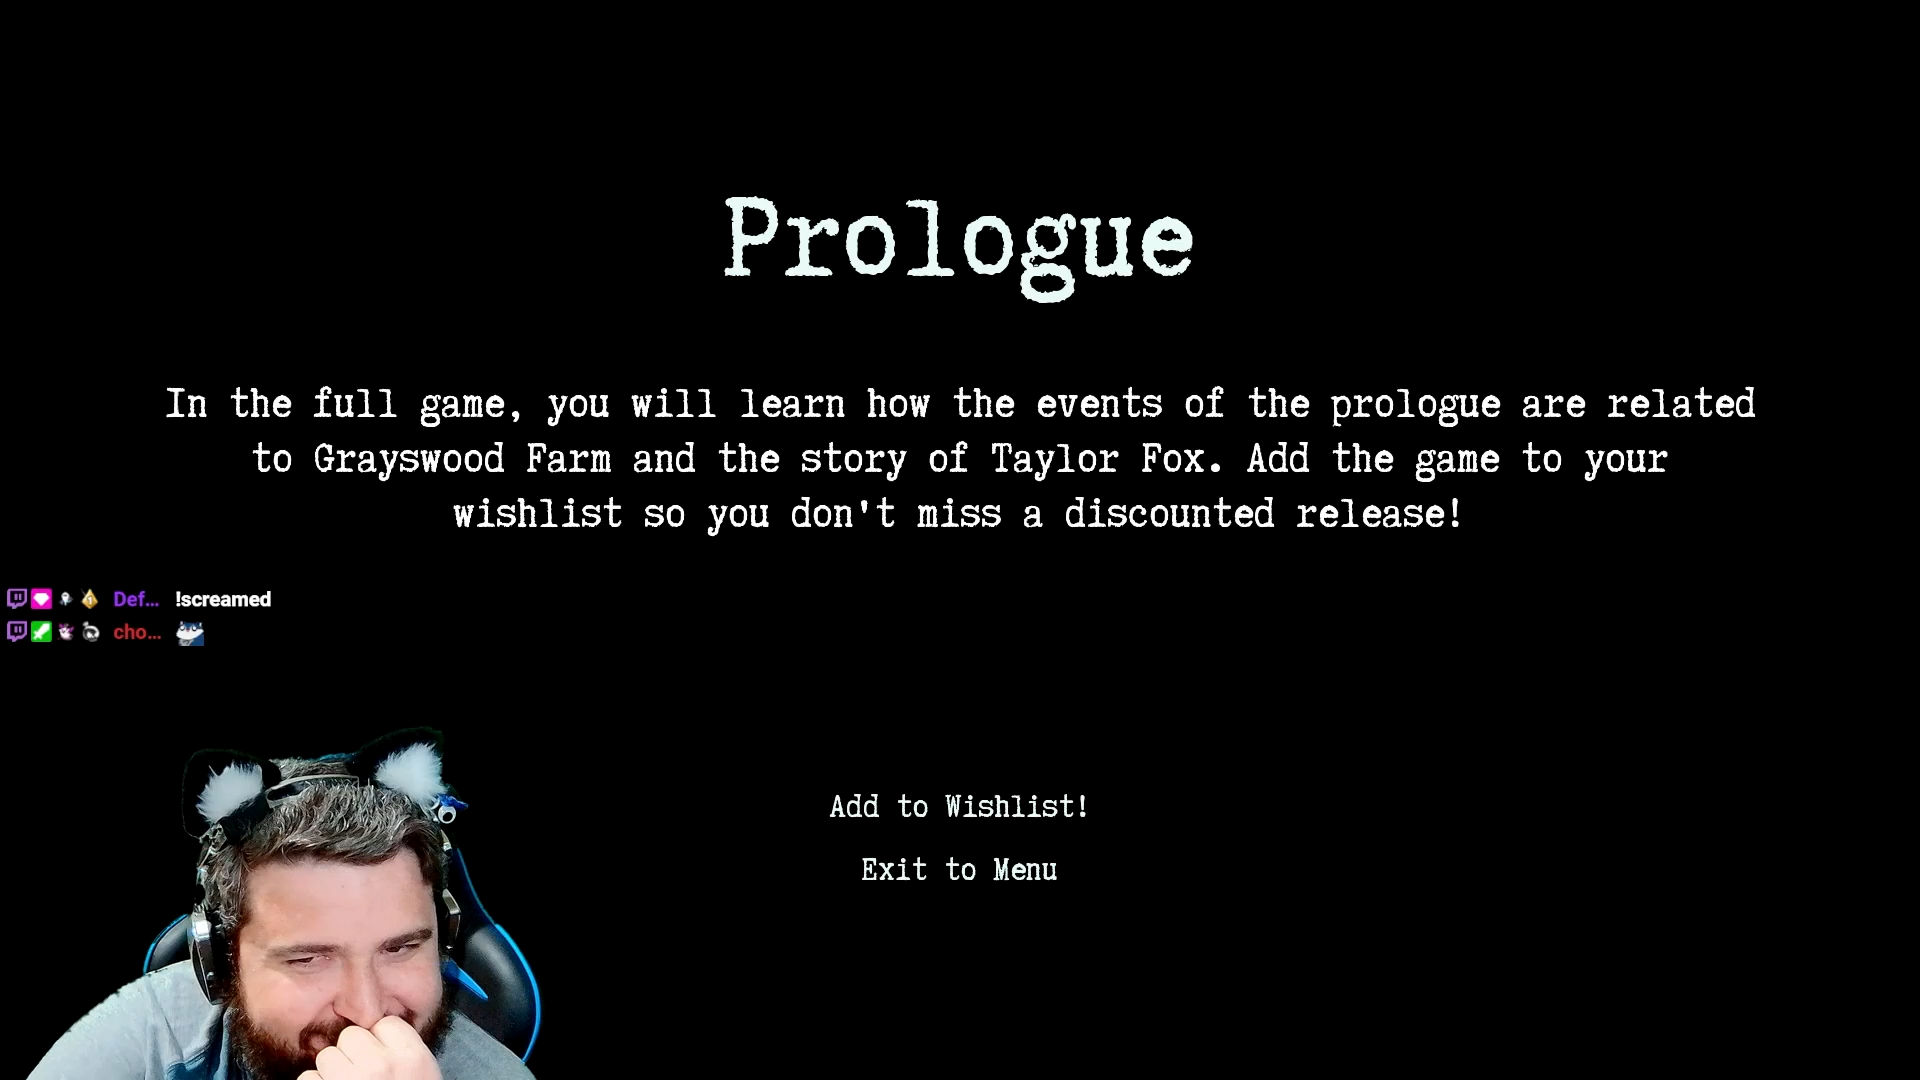 Prologue
In the full game, you will learn how the events of the prologue are related
to Grayswood Farm and the story of Taylor Fox. Add the game to your
wishlist so you don't miss a discounted release!
Def... !screamed
cho...
Add to Wishlist!
Exit to Menu